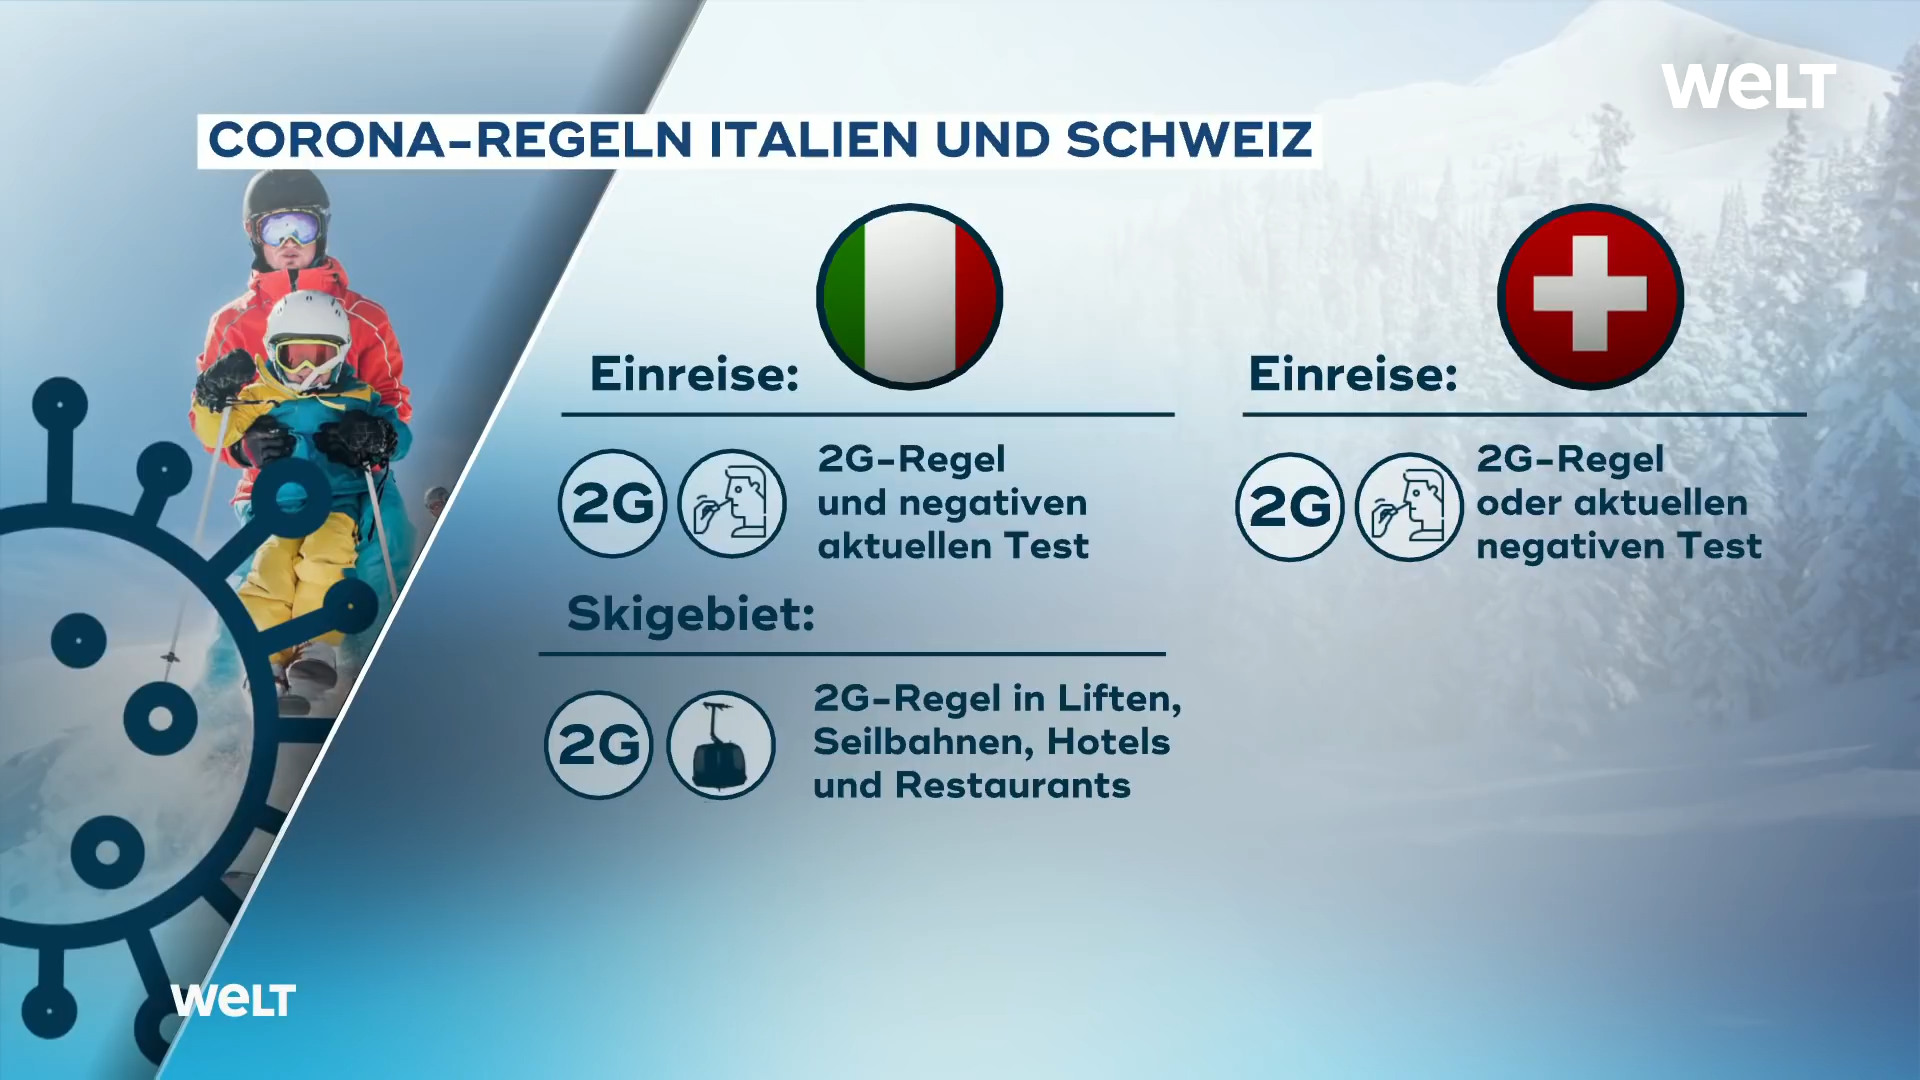 WELT
CORONA-REGELN ITALIEN UND SCHWEIZ
Einreise:
2G
2G-Regel
und negativen
aktuellen Test
Skigebiet:
2G
2G-Regel in Liften,
Seilbahnen, Hotels
und Restaurants
Einreise:
2G
2G-Regel
oder aktuellen
negativen Test
WELT